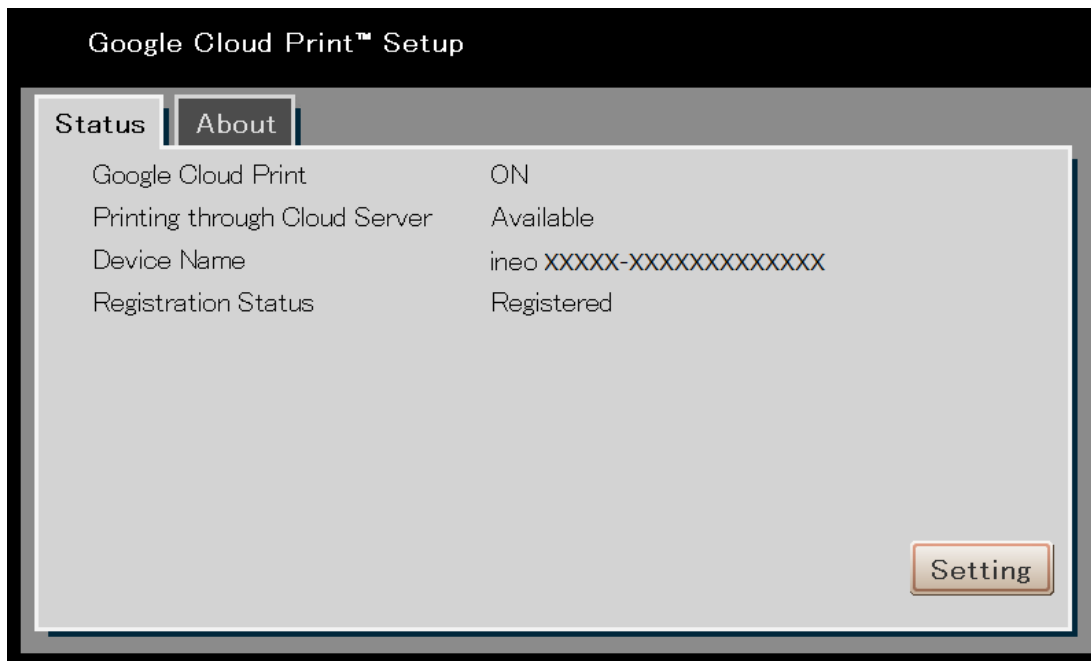 Google Cloud Print™ Setup
Status About
Google Cloud Print ON
Printing through Cloud Server Available
Device Name ineo XXXXX-XXXXXXXXXXXXX
Registration Status Registered
Setting